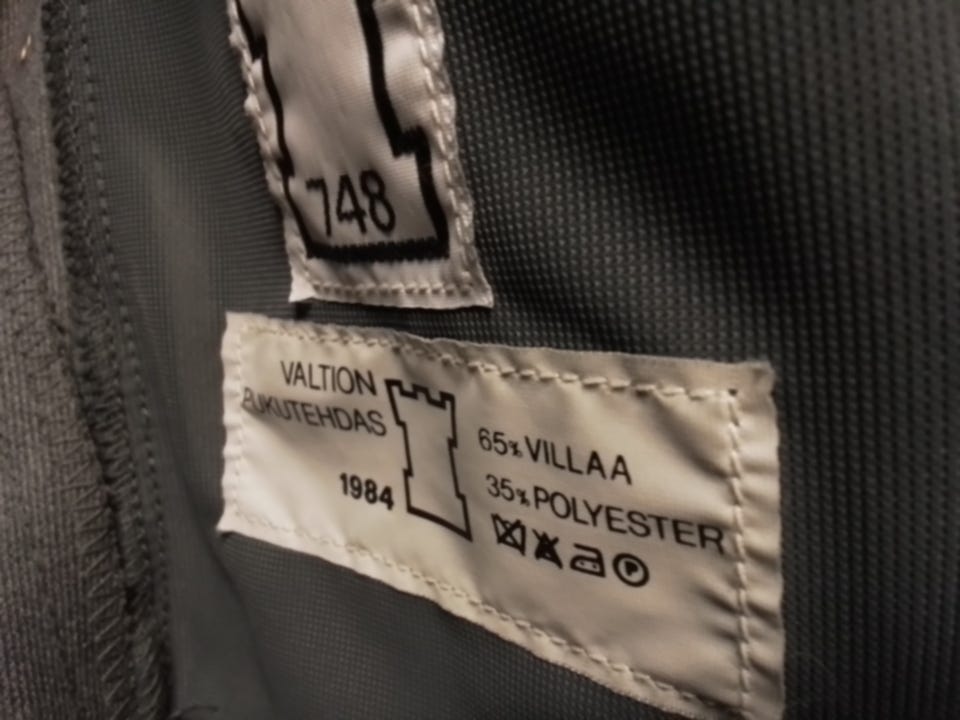 748
VALTION
PUKUTEHDAS
1984
65% VILLAA
35% POLYESTER
P